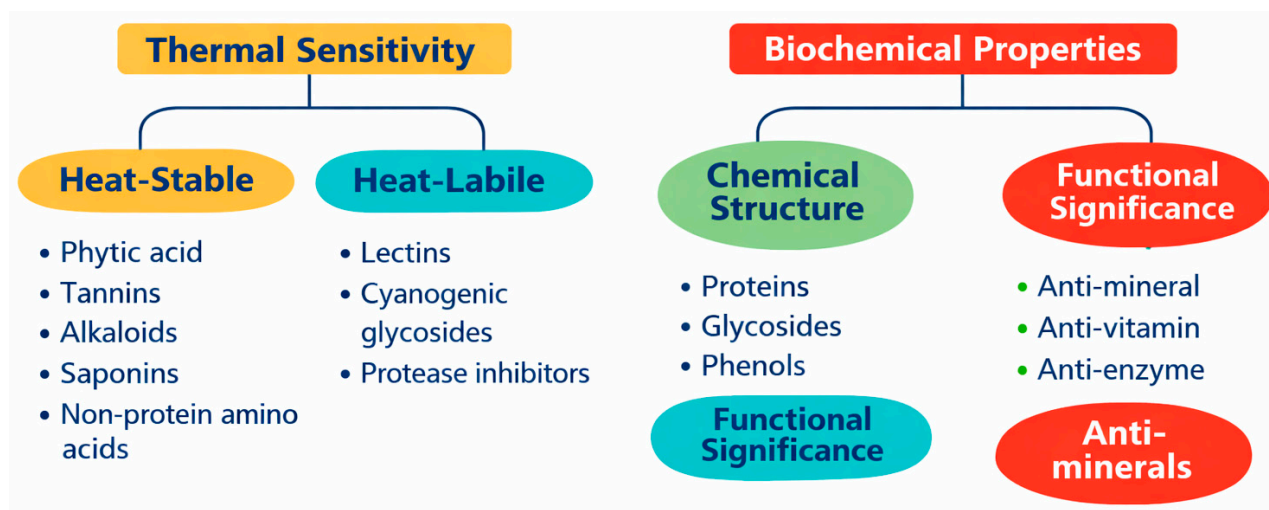 Thermal Sensitivity
Heat-Stable
• Phytic acid
• Tannins
• Alkaloids
• Saponins
• Non-protein amino
acids
Heat-Labile
• Lectins
• Cyanogenic
glycosides
• Protease inhibitors
Biochemical Properties
Chemical
Structure
• Proteins
• Glycosides
• Phenols
Functional
Significance
Functional
Significance
• Anti-mineral
• Anti-vitamin
• Anti-enzyme
Anti-
minerals